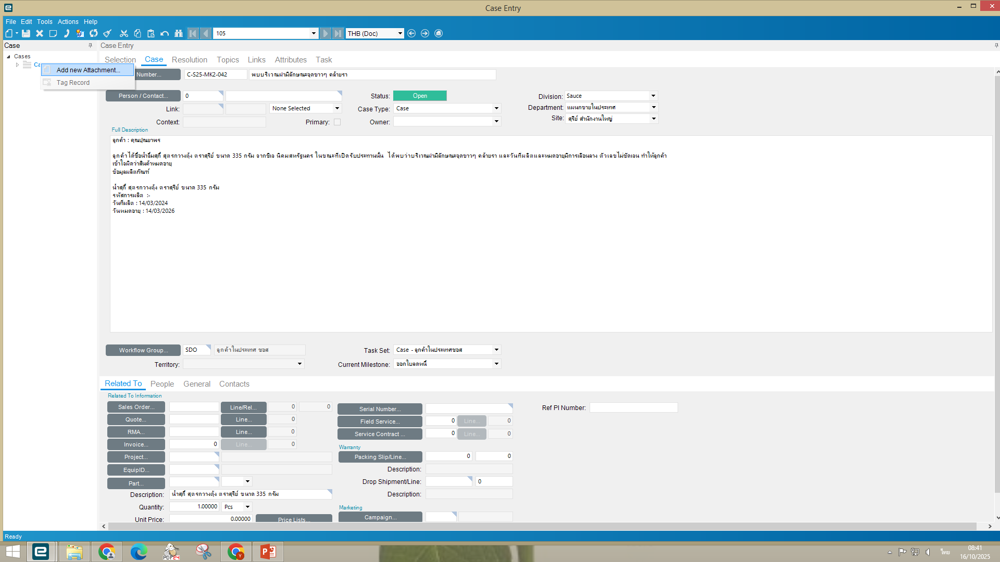 Case Entry
File Edit Tools Actions Help
105
THB (Doc)
Case
Case Entry
Cases
Ca
Add new Attachment...
Tag Record
Selection Case Resolution Topics Links Attributes Task
Number... C-S25-MK2-042 พบบริเวณฝามีลักษณะจุดขาวๆ คล้ายรา
Person / Contact... 0 Status: Open Division: Sauce
Link: None Selected Case Type: Case Department: แผนกขายในประเทศ
Context: Primary: Owner: Site: สุรีย์ สำนักงานใหญ่
Full Description
ลูกค้า : คุณปุณยาพร
ลูกค้าได้ซื้อน้ำจิ้มสุกี้ สูตรกวางตุ้ง ตราสุรีย์ ขนาด 335 กรัม จากซีเจ นิคมสหรัฐนคร ในขณะที่เปิดรับประทานนั้น ได้พบว่าบริเวณฝามีลักษณะจุดขาวๆ คล้ายรา และวันที่ผลิตและหมดอายุมีการเลือนลาง ตัวเลขไม่ชัดเจน ทำให้ลูกค้า
เข้าใจผิดว่าสินค้าหมดอายุ
ข้อมูลผลิตภัณฑ์
น้ำสุกี้ สูตรกวางตุ้ง ตราสุรีย์ ขนาด 335 กรัม
รหัสการผลิต :-
วันที่ผลิต : 14/03/2024
วันหมดอายุ : 14/03/2026
Workflow Group... SDO ลูกค้าในประเทศ ซอส Task Set: Case - ลูกค้าในประเทศซอส
Territory: Current Milestone: ออกใบลดหนี้
Related To People General Contacts
Related To Information
Sales Order... Line/Rel... 0 0 Serial Number... Ref PI Number:
Quote... Line... 0 Field Service... 0 Line... 0
RMA... Line... 0 Service Contract ... 0 Line... 0
Invoice... 0 Line... 0 Warranty
Project... Packing Slip/Line... 0 0
EquipID... Description:
Part... Drop Shipment/Line: 0
Description: น้ำสุกี้ สูตรกวางตุ้ง ตราสุรีย์ ขนาด 335 กรัม Description:
Quantity: 1.00000 Pcs Marketing
Unit Price: 0.00000 Price Lists... Campaign...
Ready
PDF24
ไทย
08:41
16/10/2025